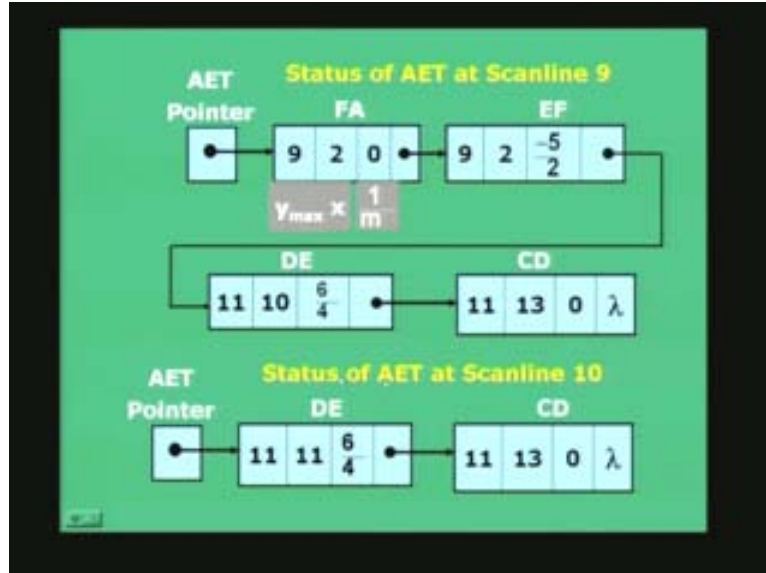 Status of AET at Scanline 9
AET
Pointer
FA
EF
9 2 0
9 2 -5/2
ymax x 1/m
DE
CD
11 10 6/4
11 13 0 λ
Status of AET at Scanline 10
AET
Pointer
DE
CD
11 11 6/4
11 13 0 λ